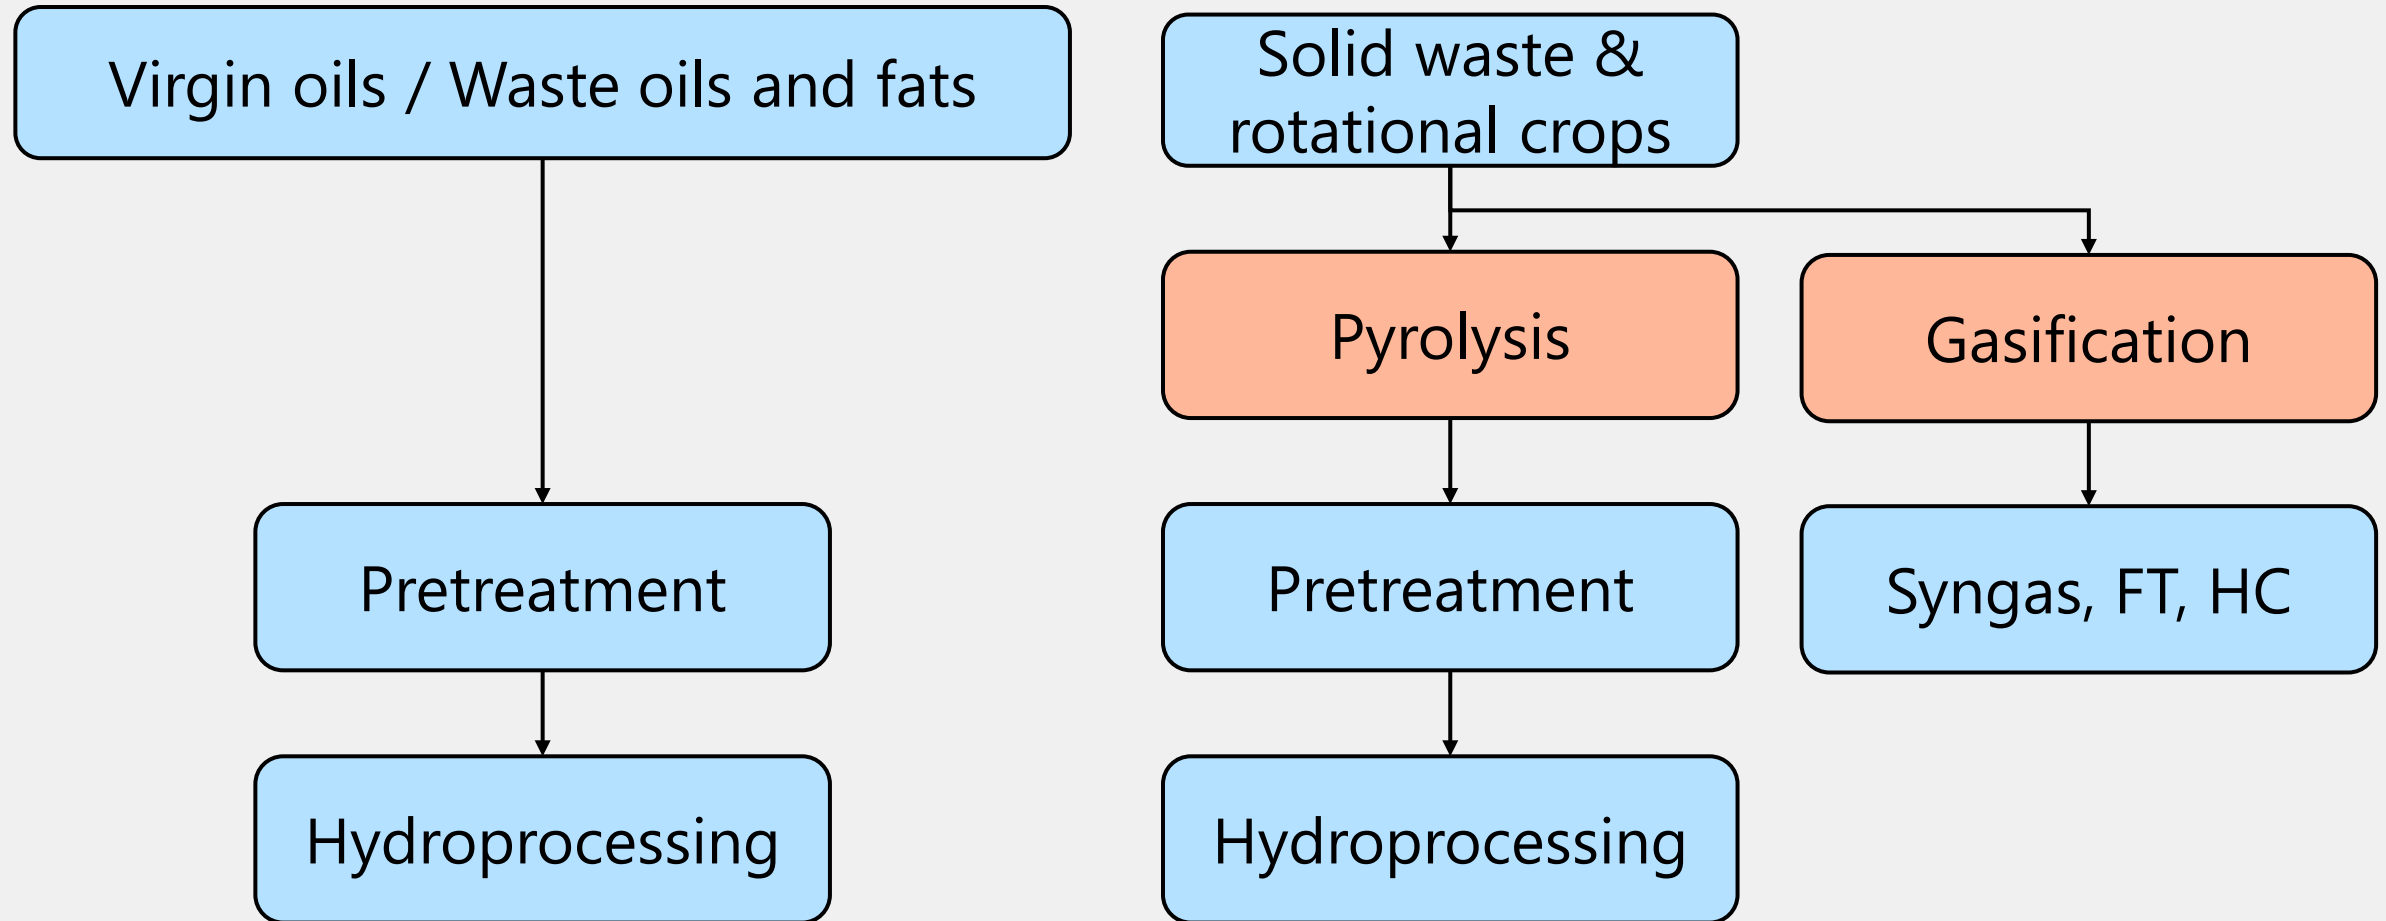 Virgin oils / Waste oils and fats
Solid waste &
rotational crops
Pyrolysis
Gasification
Pretreatment
Pretreatment
Syngas, FT, HC
Hydroprocessing
Hydroprocessing